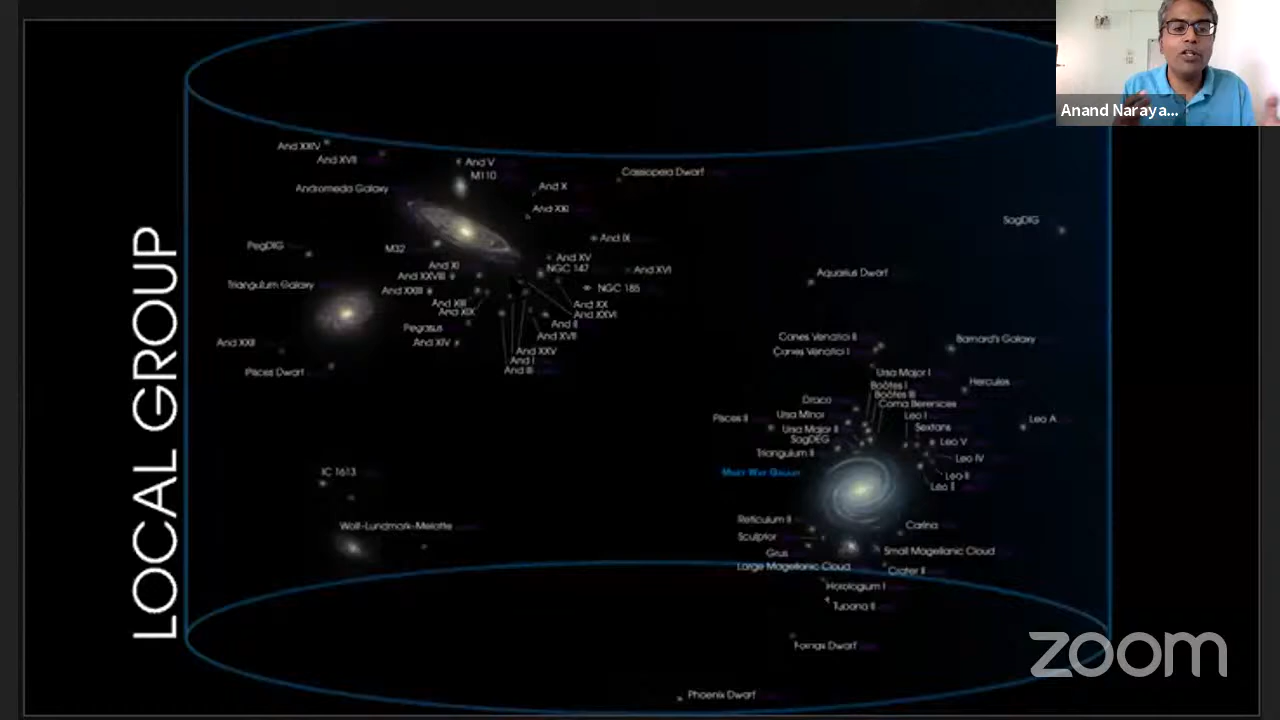 LOCAL GROUP
Anand Naraya...
And XXIV
And XVII
And V
M110
Andromeda Galaxy
And X
Cassiopeia Dwarf
And XXI
SagDIG
PegDIG
M32
And IX
And XI
And XV
NGC 147
And XVI
Aquarius Dwarf
And XXVIII
Triangulum Galaxy
And XXIII
NGC 185
And XIII
And XIX
And XX
And XXVI
Pegasus
And II
And XVII
And XXII
And XIV
And XXV
And I
And III
Pisces Dwarf
Canes Venatici II
Canes Venatici I
Barnard's Galaxy
Ursa Major I
Boötes I
Hercules
Boötes III
Draco
Coma Berenices
Ursa Minor
Leo I
Pisces II
Leo A
Ursa Major II
Sextans
SagDEG
Leo V
Triangulum II
Leo IV
Milky Way Galaxy
Leo II
IC 1613
Reticulum II
Wolf-Lundmark-Melotte
Carina
Sculptor
Grus
Small Magellanic Cloud
Large Magellanic Cloud
Crater II
Horologium I
Tucana II
Fornax Dwarf
Phoenix Dwarf
zoom